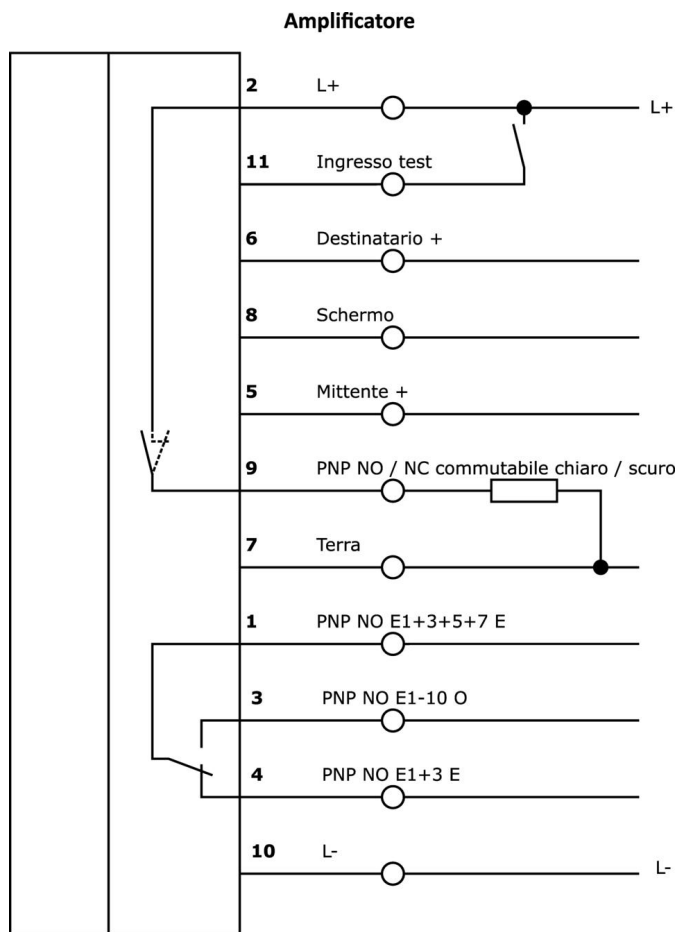 Amplificatore
2 L+
L+
11 Ingresso test
6 Destinatario +
8 Schermo
5 Mittente +
9 PNP NO / NC commutabile chiaro / scuro
7 Terra
1 PNP NO E1+3+5+7 E
3 PNP NO E1-10 O
4 PNP NO E1+3 E
10 L-
L-